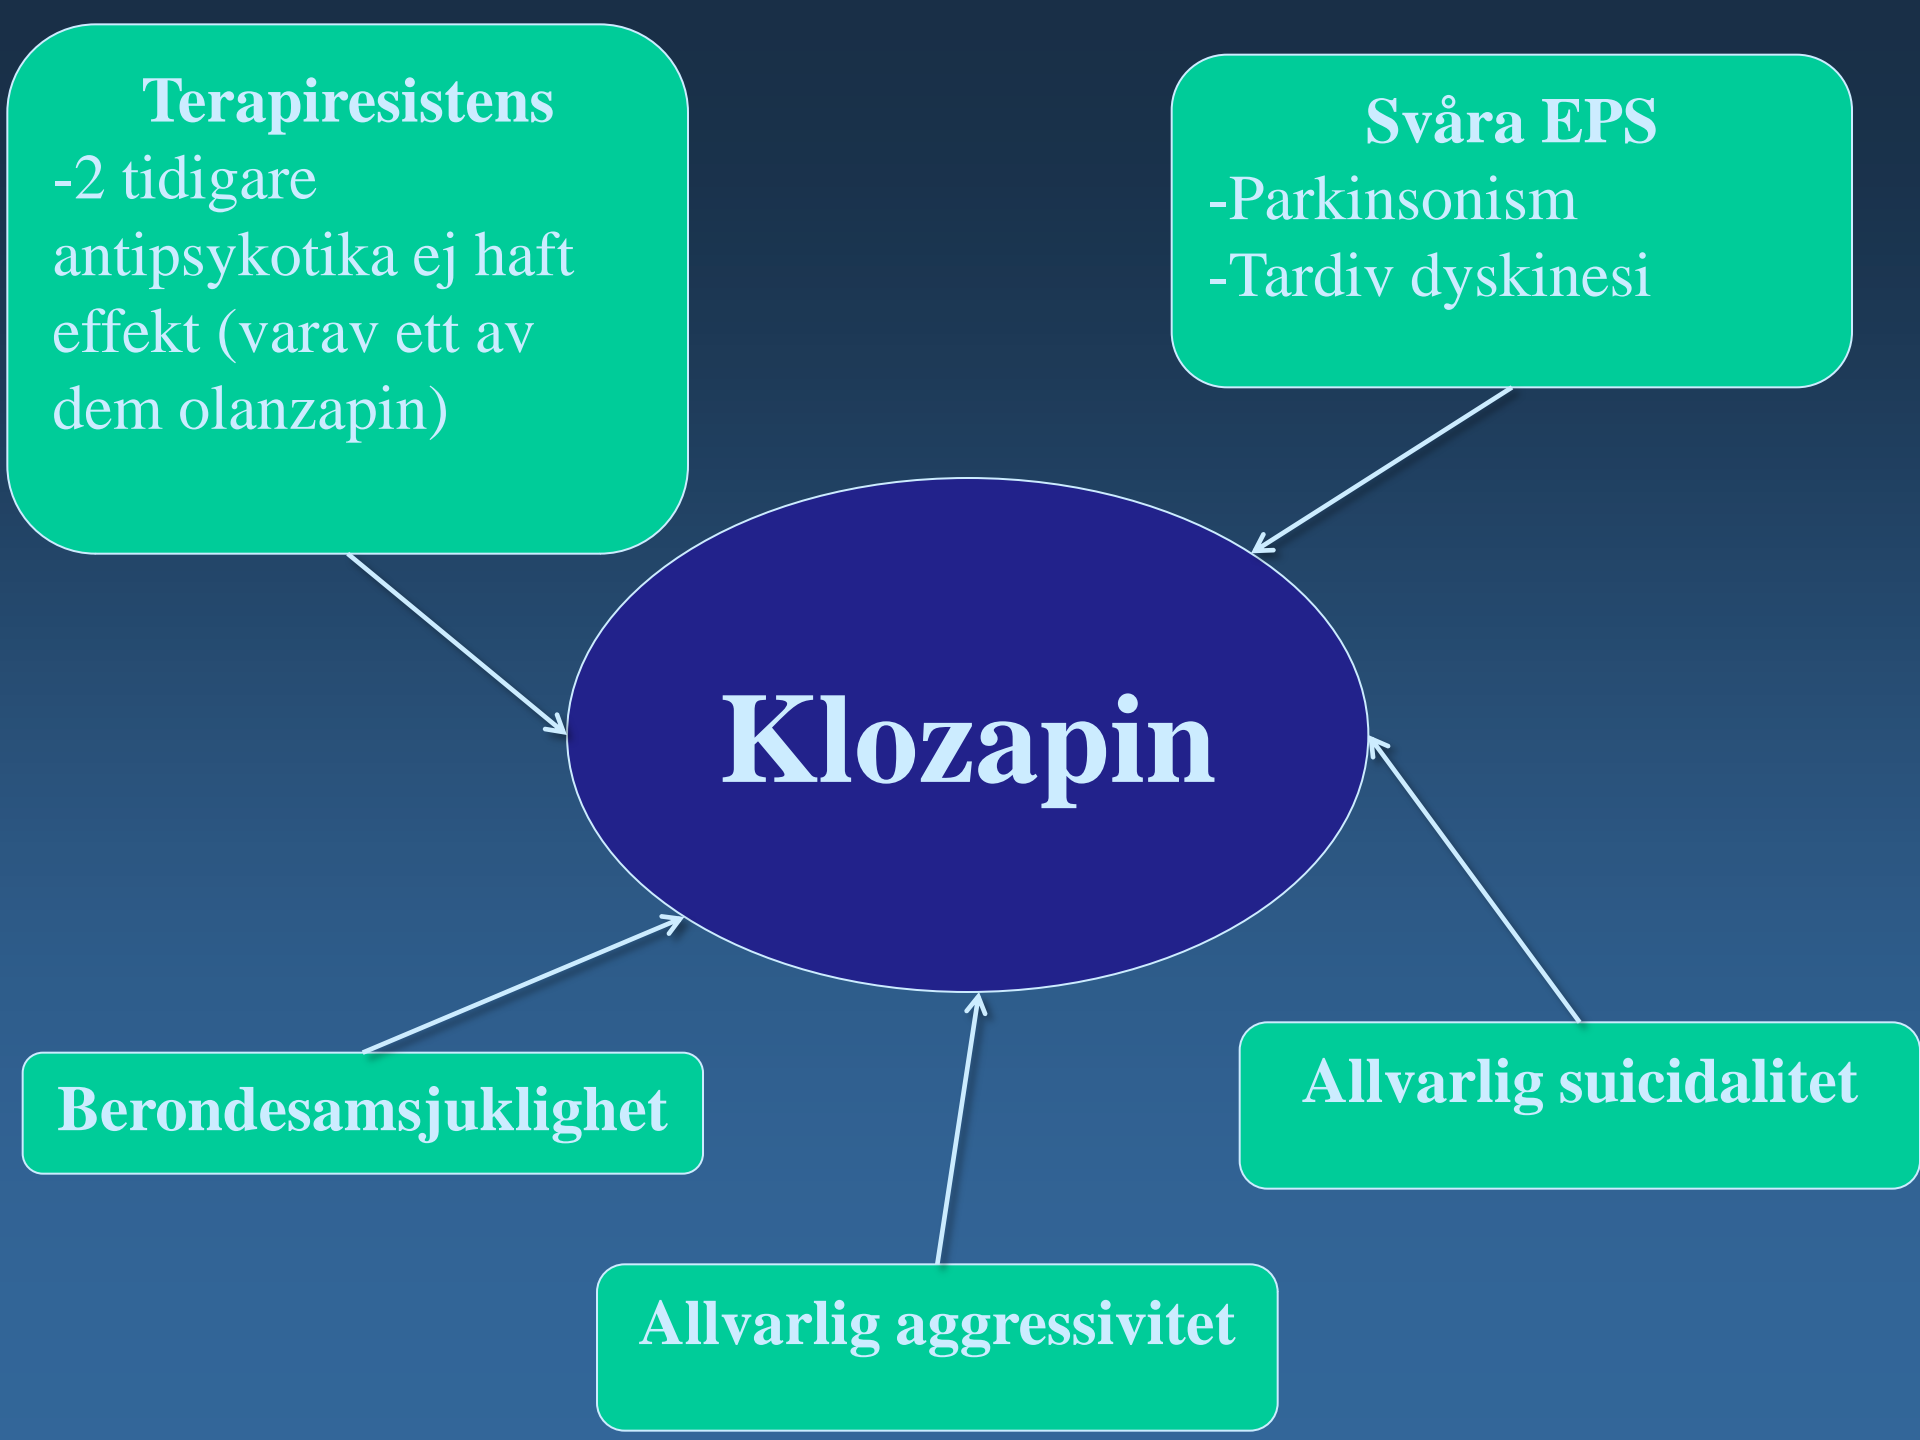 Terapiresistens
-2 tidigare
antipsykotika ej haft
effekt (varav ett av
dem olanzapin)
Svåra EPS
-Parkinsonism
-Tardiv dyskinesi
Klozapin
Berondesamsjuklighet
Allvarlig suicidalitet
Allvarlig aggressivitet